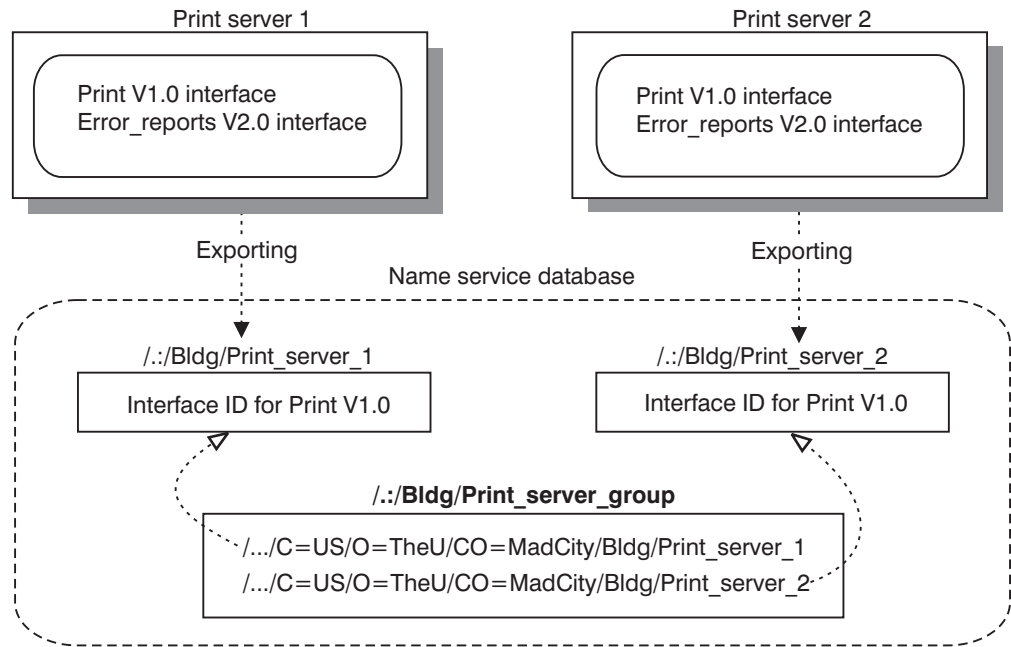 Print server 1
Print server 2
Print V1.0 interface
Error_reports V2.0 interface
Print V1.0 interface
Error_reports V2.0 interface
Exporting
Exporting
Name service database
/.:/Bldg/Print_server_1
/.:/Bldg/Print_server_2
Interface ID for Print V1.0
Interface ID for Print V1.0
/.:/Bldg/Print_server_group
/.../C=US/O=TheU/CO=MadCity/Bldg/Print_server_1
/.../C=US/O=TheU/CO=MadCity/Bldg/Print_server_2